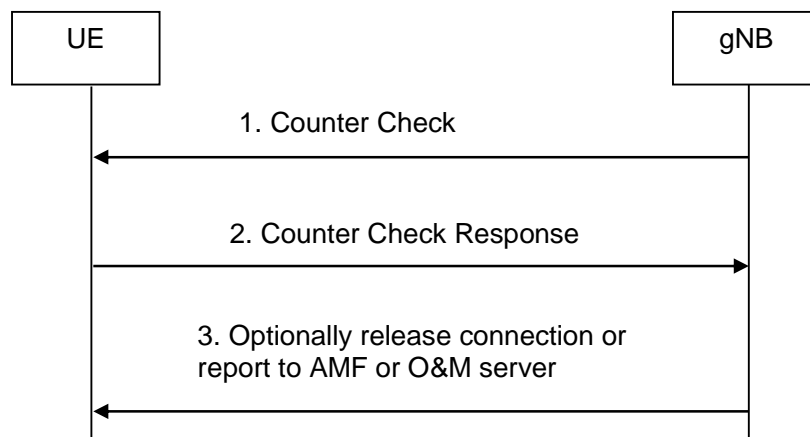 UE
gNB
1. Counter Check
2. Counter Check Response
3. Optionally release connection or
report to AMF or O&M server